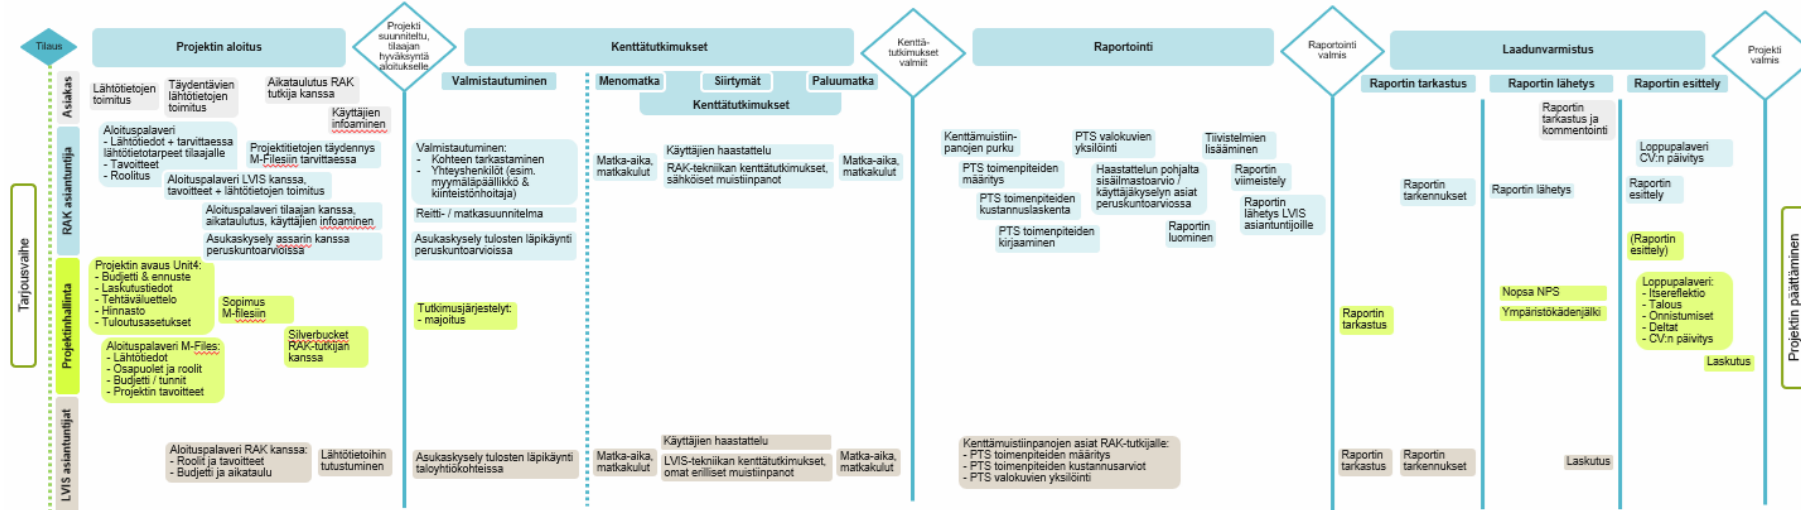 Tilaus
Projektin aloitus
Projekti
suunniteltu,
tilaajan
hyväksyntä
aloitukselle
Kenttätutkimukset
Kenttä-
tutkimukset
valmiit
Raportointi
Raportointi
valmis
Laadunvarmistus
Projekti
valmis
Tarjousvaihe
Projektin päättäminen
Valmistautuminen
Menomatka
Siirtymät
Paluumatka
Kenttätutkimukset
Raportin tarkastus
Raportin lähetys
Raportin esittely
Asiakas
Lähtötietojen
toimitus
Täydentävien
lähtötietojen
toimitus
Aikataulutus RAK
tutkija kanssa
Käyttäjien
infoaminen
Raportin
tarkastus ja
kommentointi
RAK asiantuntija
Aloituspalaveri
- Lähtötiedot + tarvittaessa
lähtötietotarpeet tilaajalle
- Tavoitteet
- Roolitus
Projektitietojen täydennys
M-Filesiin tarvittaessa
Aloituspalaveri LVIS kanssa,
tavoitteet + lähtötietojen toimitus
Aloituspalaveri tilaajan kanssa,
aikataulutus, käyttäjien infoaminen
Asukaskysely assarin kanssa
peruskuntoarvioissa
Valmistautuminen:
- Kohteen tarkastaminen
- Yhteyshenkilöt (esim.
myymäläpäällikkö &
kiinteistönhoitaja)
Reitti- / matkasuunnitelma
Asukaskysely tulosten läpikäynti
peruskuntoarvioissa
Matka-aika,
matkakulut
Käyttäjien haastattelu
RAK-tekniikan kenttätutkimukset,
sähköiset muistiinpanot
Matka-aika,
matkakulut
Kenttämuistiin-
panojen purku
PTS valokuvien
yksilöinti
Tiivistelmien
lisääminen
PTS toimenpiteiden
määritys
Haastattelun pohjalta
sisäilmastoarvio /
käyttäjäkyselyn asiat
peruskuntoarviossa
Raportin
viimeistely
PTS toimenpiteiden
kustannuslaskenta
Raportin
lähetys LVIS
asiantuntijoille
PTS toimenpiteiden
kirjaaminen
Raportin
luominen
Raportin
tarkennukset
Raportin lähetys
Loppupalaveri
CV:n päivitys
Raportin
esittely
Projektinhallinta
Projektin avaus Unit4:
- Budjetti & ennuste
- Laskutustiedot
- Tehtäväluettelo
- Hinnasto
- Tuloutusasetukset
Sopimus
M-filesiin
Silverbucket
RAK-tutkijan
kanssa
Aloituspalaveri M-Files:
- Lähtötiedot
- Osapuolet ja roolit
- Budjetti / tunnit
- Projektin tavoitteet
Tutkimusjärjestelyt:
- majoitus
Raportin
tarkastus
Nopsa NPS
Ympäristökädenjälki
(Raportin
esittely)
Loppupalaveri:
- Itsereflektio
- Talous
- Onnistumiset
- Deltat
- CV:n päivitys
Laskutus
LVIS asiantuntijat
Aloituspalaveri RAK kanssa:
- Roolit ja tavoitteet
- Budjetti ja aikataulu
Lähtötietoihin
tutustuminen
Asukaskysely tulosten läpikäynti
taloyhtiökohteissa
Matka-aika,
matkakulut
Käyttäjien haastattelu
LVIS-tekniikan kenttätutkimukset,
omat erilliset muistiinpanot
Matka-aika,
matkakulut
Kenttämuistiinpanojen asiat RAK-tutkijalle:
- PTS toimenpiteiden määritys
- PTS toimenpiteiden kustannusarviot
- PTS valokuvien yksilöinti
Raportin
tarkastus
Raportin
tarkennukset
Laskutus